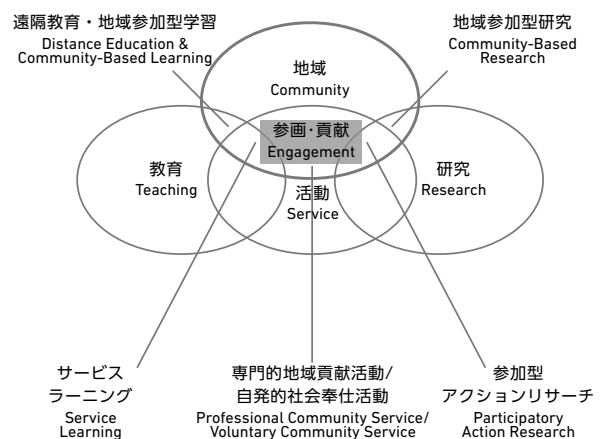 遠隔教育・地域参加型学習
Distance Education &
Community-Based Learning
地域参加型研究
Community-Based
Research
地域
Community
参画・貢献
Engagement
教育
Teaching
活動
Service
研究
Research
サービス
ラーニング
Service
Learning
専門的地域貢献活動/
自発的社会奉仕活動
Professional Community Service/
Voluntary Community Service
参加型
アクションリサーチ
Participatory
Action Research